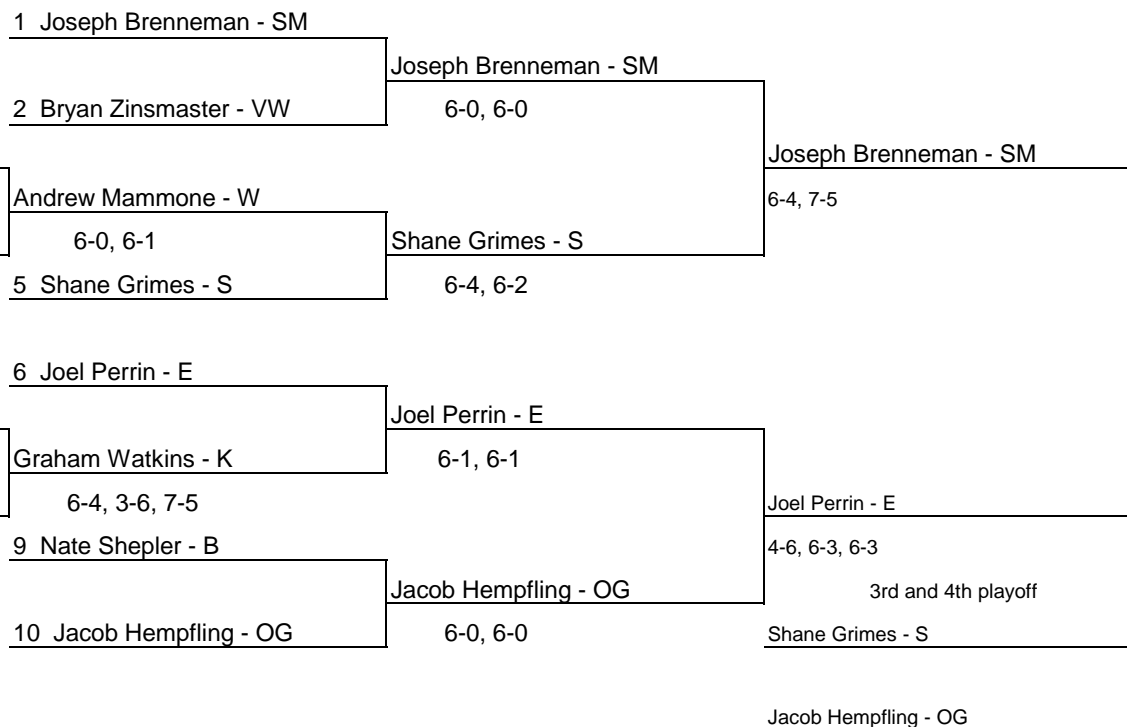 1 Joseph Brenneman - SM
Joseph Brenneman - SM
2 Bryan Zinsmaster - VW
6-0, 6-0
Joseph Brenneman - SM
Andrew Mammone - W
6-4, 7-5
6-0, 6-1
Shane Grimes - S
5 Shane Grimes - S
6-4, 6-2
6 Joel Perrin - E
Joel Perrin - E
Graham Watkins - K
6-1, 6-1
6-4, 3-6, 7-5
Joel Perrin - E
9 Nate Shepler - B
4-6, 6-3, 6-3
Jacob Hempfling - OG
3rd and 4th playoff
10 Jacob Hempfling - OG
6-0, 6-0
Shane Grimes - S
Jacob Hempfling - OG